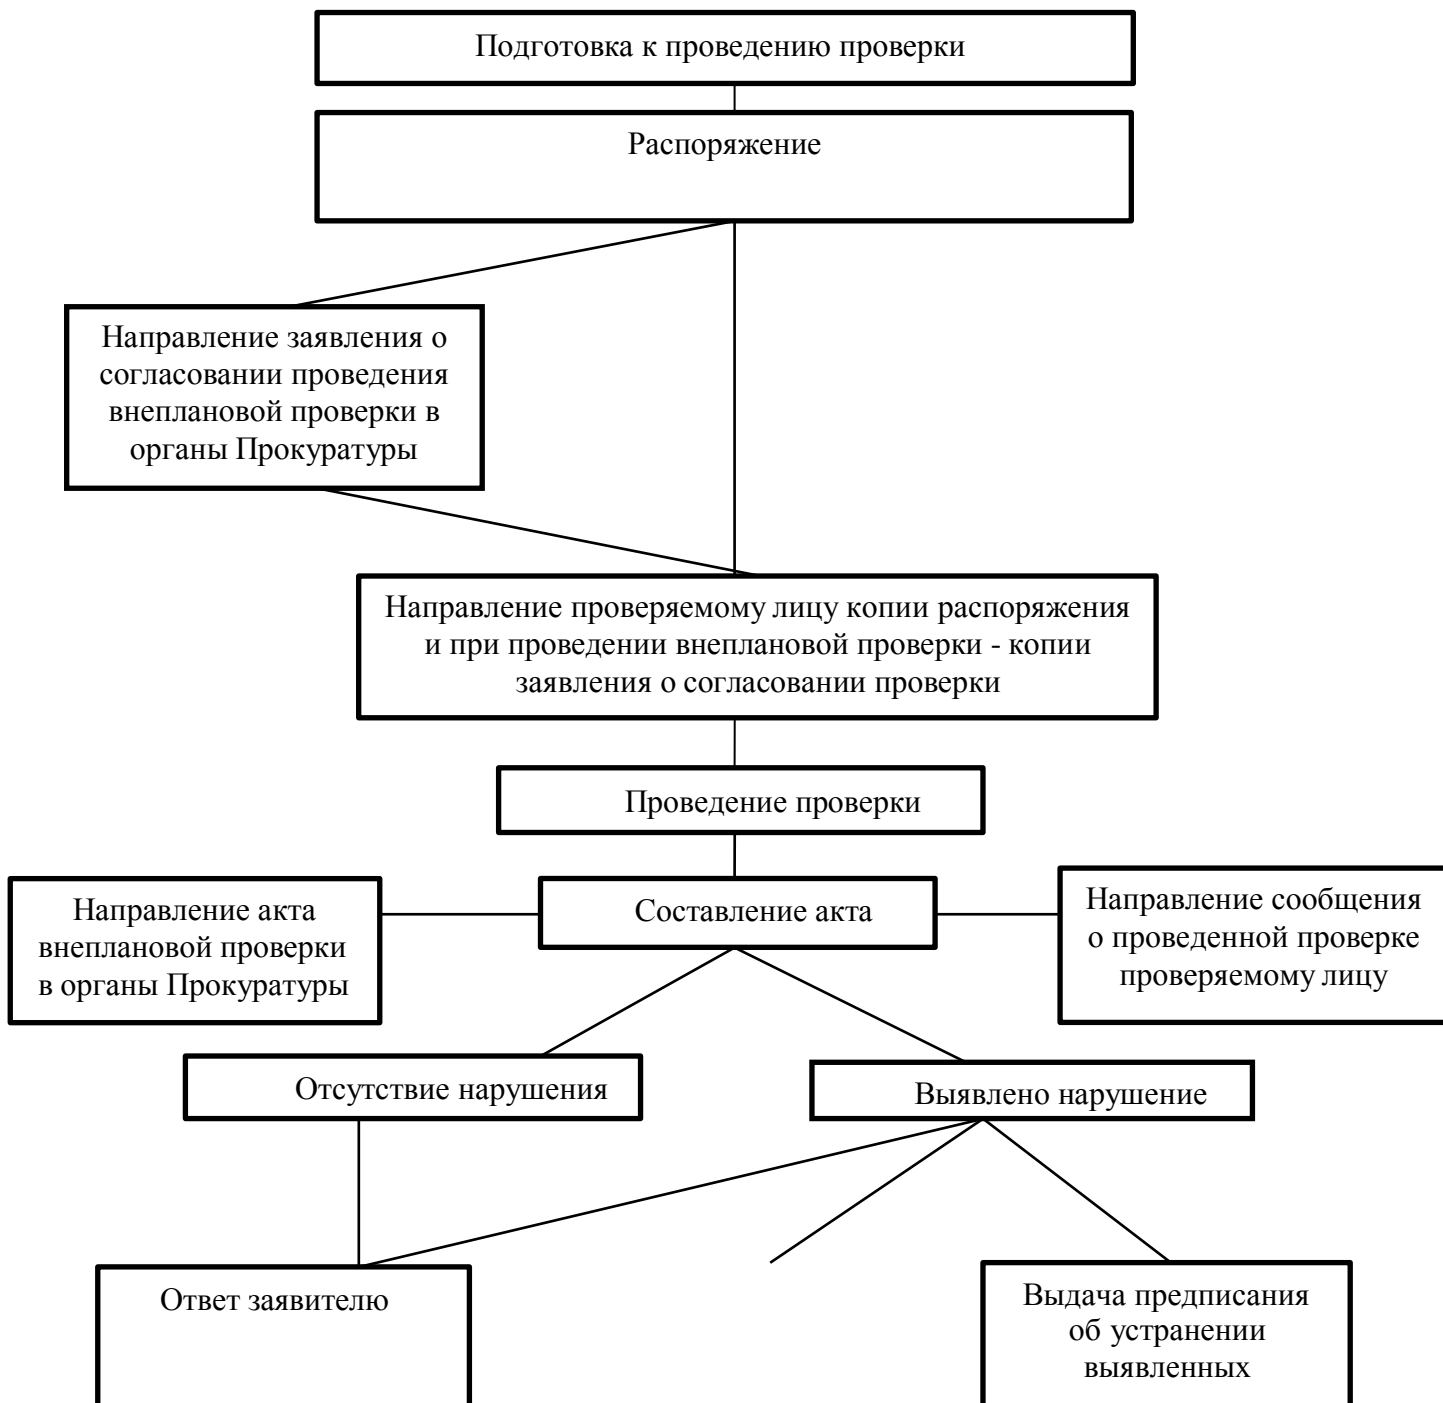 Подготовка к проведению проверки
Распоряжение
Направление заявления о
согласовании проведения
внеплановой проверки в
органы Прокуратуры
Направление проверяемому лицу копии распоряжения
и при проведении внеплановой проверки - копии
заявления о согласовании проверки
Проведение проверки
Направление акта
внеплановой проверки
в органы Прокуратуры
Составление акта
Направление сообщения
о проведенной проверке
проверяемому лицу
Отсутствие нарушения
Выявлено нарушение
Ответ заявителю
Выдача предписания
об устранении
выявленных